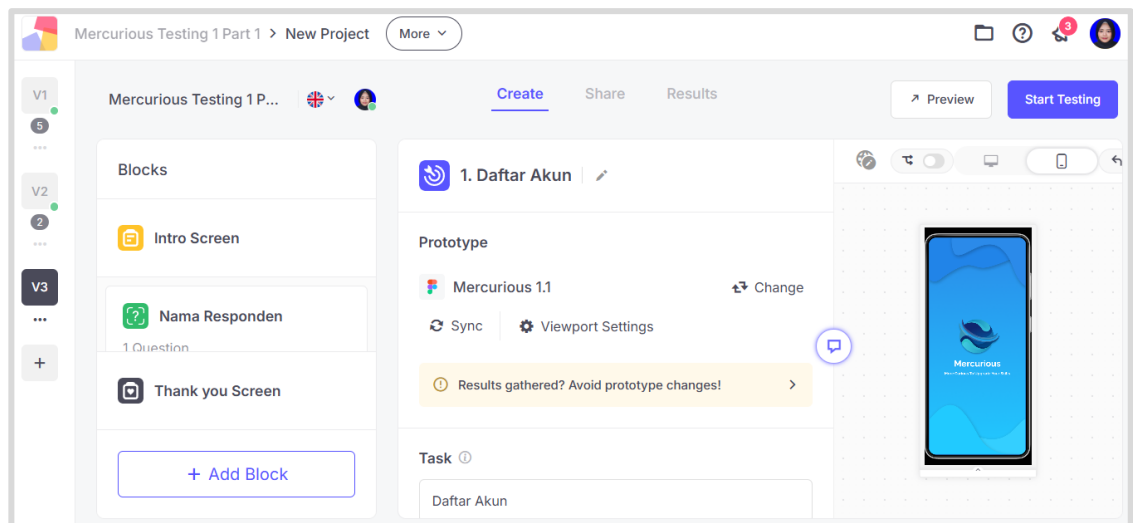 Mercurious Testing 1 Part 1 > New Project More
3
V1
5
V2
2
V3
+
Mercurious Testing 1 P...
Create Share Results
Preview
Start Testing
Blocks
Intro Screen
Nama Responden
1 Question
Thank you Screen
+ Add Block
1. Daftar Akun
Prototype
Mercurious 1.1
Change
Sync
Viewport Settings
Results gathered? Avoid prototype changes!
Task
Daftar Akun
Mercurious